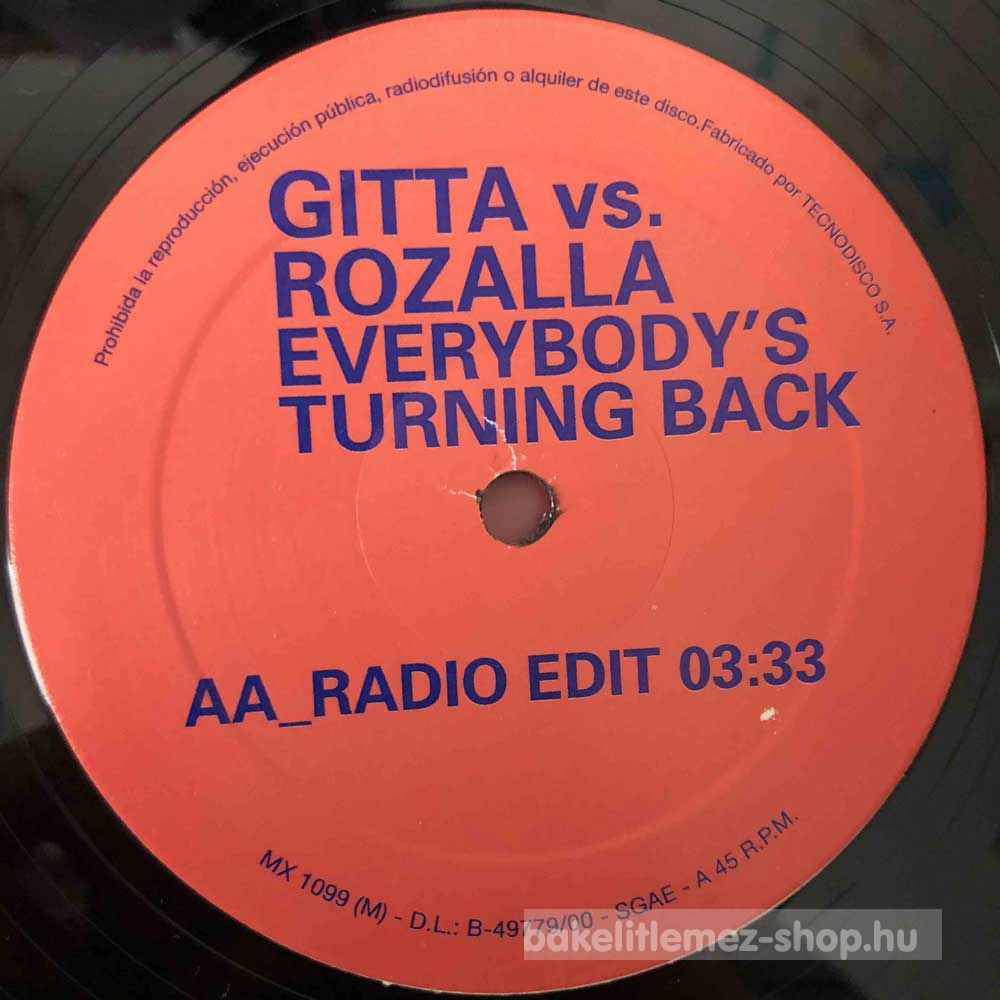 Prohibida la reproducción, ejecución pública, radiodifusión o alquiler de este disco.Fabricado por TECNODISCO S.A.
GITTA vs.
ROZALLA
EVERYBODY'S
TURNING BACK
AA_RADIO EDIT 03:33
MX 1099 (M) - D.L.: B-49779/00 - SGAE - A 45 R.P.M.
bakelitlemez-shop.hu